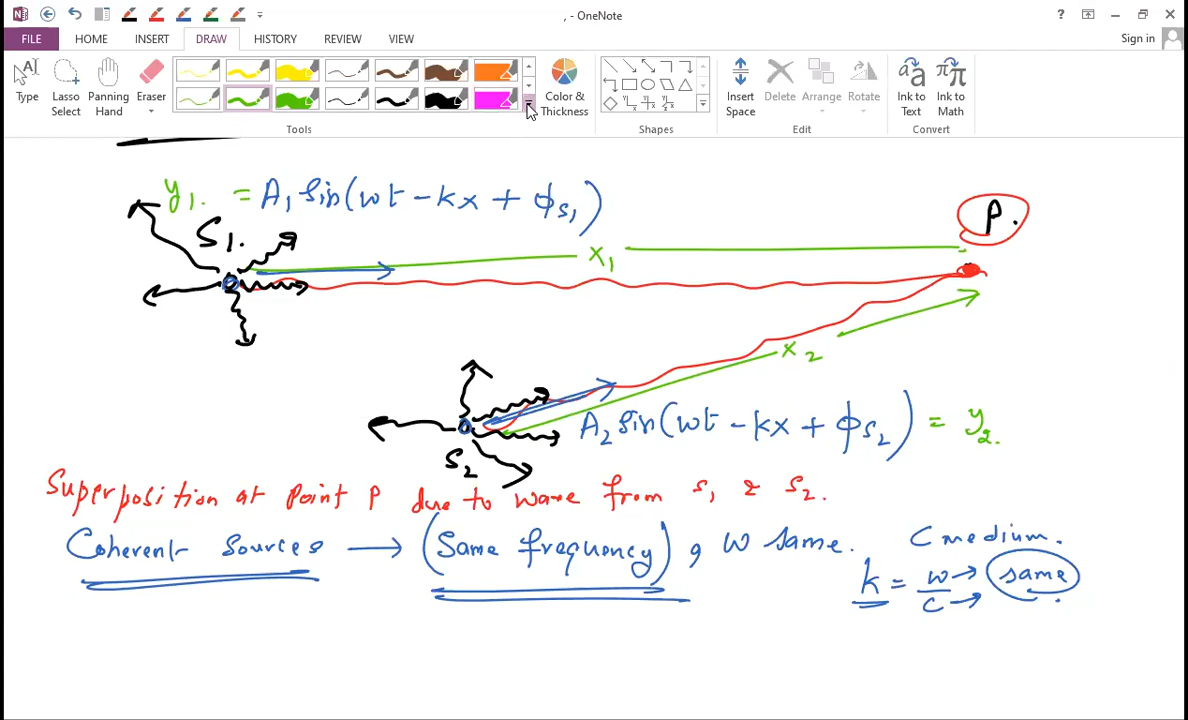 , - OneNote
?
FILE HOME INSERT DRAW HISTORY REVIEW VIEW Sign in
Type Lasso Select Panning Hand Eraser Color & Thickness Insert Space Delete Arrange Rotate Ink to Text Ink to Math
Tools Shapes Edit Convert
y1. = A1 sin(wt - kx + ϕs1)
P.
S1.
x1
x2
A2 sin(wt - kx + ϕs2) = y2.
S2
Superposition at point P due to wave from s1 & s2.
Coherent sources → (Same frequency), w same. C medium.
k = w/c → same